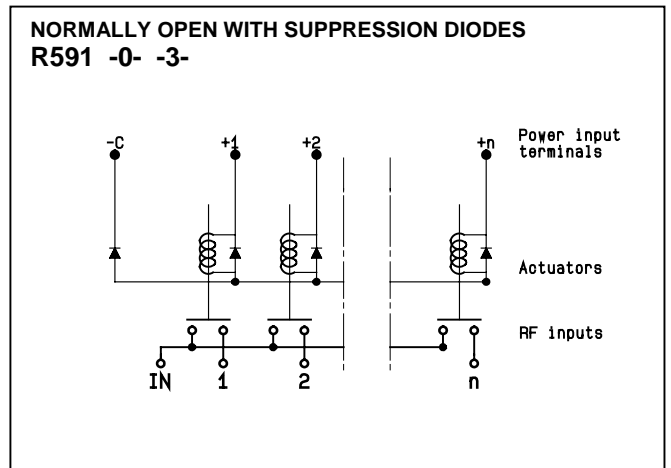 NORMALLY OPEN WITH SUPPRESSION DIODES
R591 -0- -3-
-C +1 +2 +n Power input
terminals
Actuators
RF inputs
IN 1 2 n